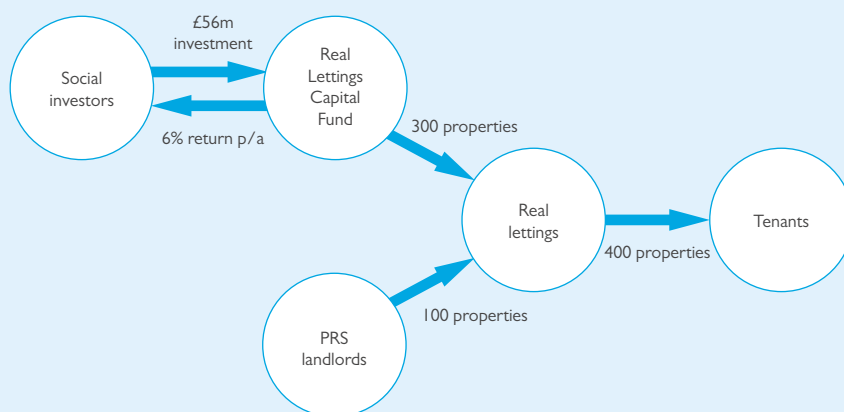 £56m
investment
Social
investors
Real
Lettings
Capital
Fund
6% return p/a
300 properties
Real
lettings
Tenants
400 properties
100 properties
PRS
landlords